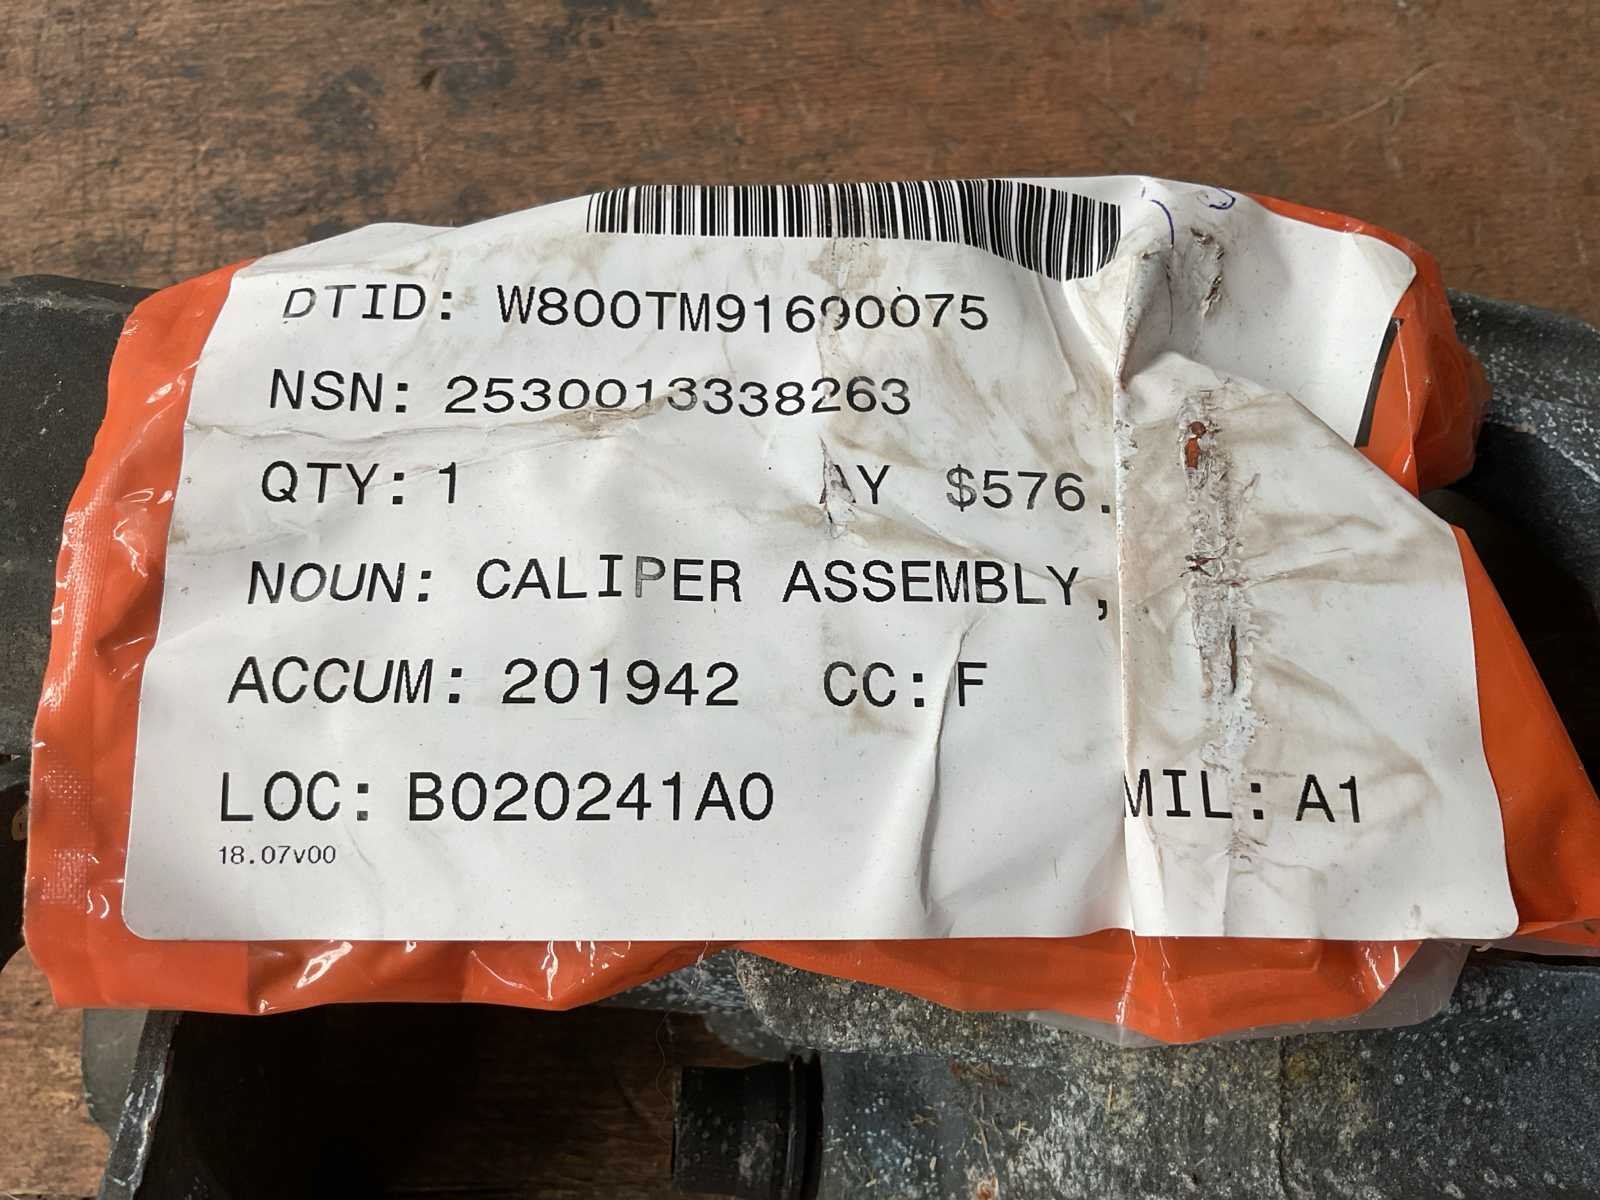 DTID: W800TM91690075
NSN: 2530013338263
QTY: 1 $576.
NOUN: CALIPER ASSEMBLY,
ACCUM: 201942 CC: F
LOC: B020241A0 MIL: A1
18.07v00